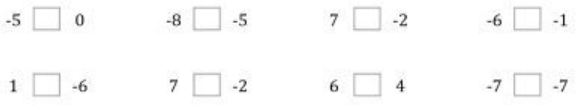 -5 □ 0 -8 □ -5 7 □ -2 -6 □ -1
1 □ -6 7 □ -2 6 □ 4 -7 □ -7